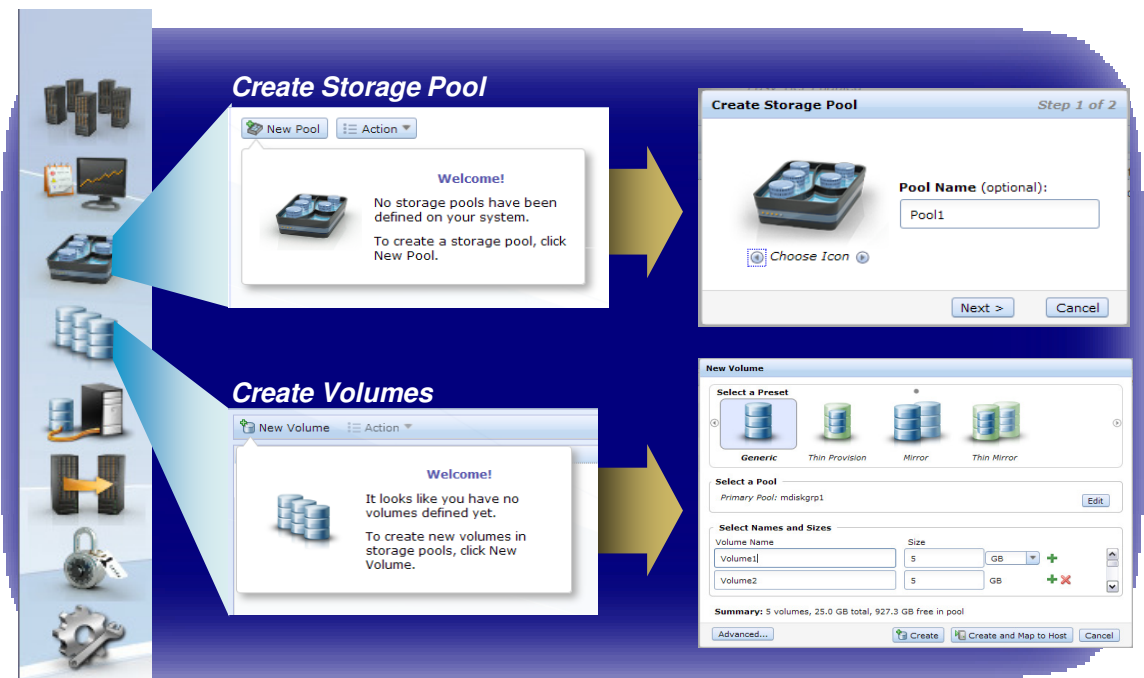 Create Storage Pool
New Pool
Action
Welcome!
No storage pools have been
defined on your system.
To create a storage pool, click
New Pool.
Create Storage Pool
Step 1 of 2
Pool Name (optional):
Pool1
Choose Icon
Next >
Cancel
Create Volumes
New Volume
Action
Welcome!
It looks like you have no
volumes defined yet.
To create new volumes in
storage pools, click New
Volume.
New Volume
Select a Preset
Generic
Thin Provision
Mirror
Thin Mirror
Select a Pool
Primary Pool: mdiskgrp1
Edit
Select Names and Sizes
Volume Name
Size
Volume1
5
GB
Volume2
5
GB
Summary: 5 volumes, 25.0 GB total, 927.3 GB free in pool
Advanced...
Create
Create and Map to Host
Cancel